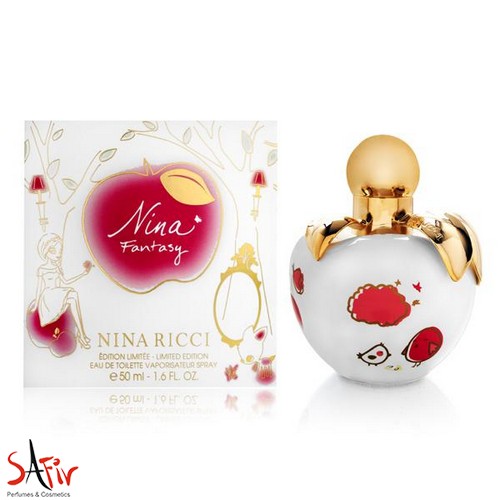 Nina
Fantasy
NINA RICCI
ÉDITION LIMITÉE - LIMITED EDITION
EAU DE TOILETTE VAPORISATEUR SPRAY
℮ 50 ml - 1.6 FL. OZ.
SAFIR
Perfumes & Cosmetics